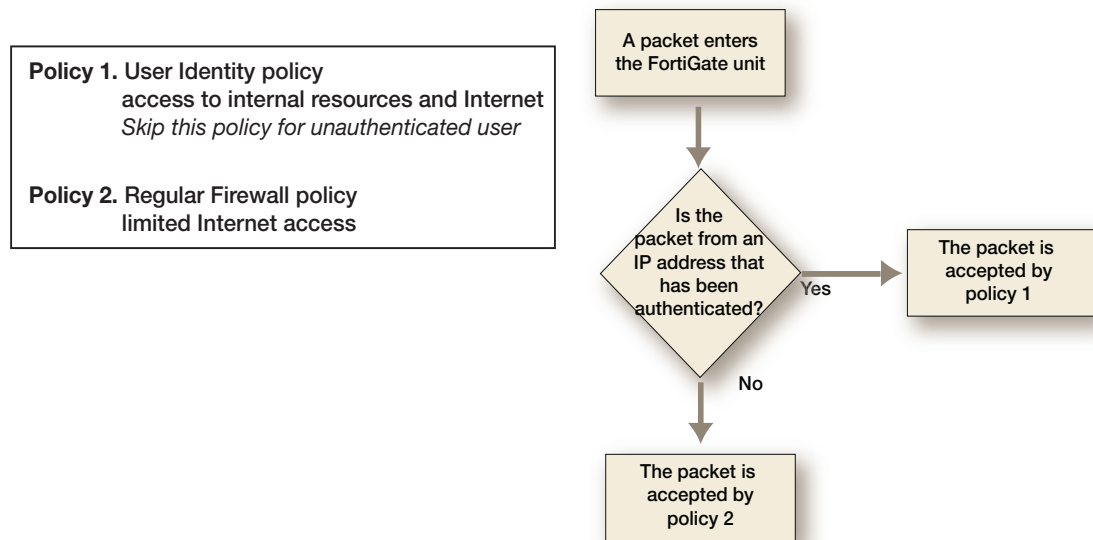 Policy 1. User Identity policy
access to internal resources and Internet
Skip this policy for unauthenticated user
Policy 2. Regular Firewall policy
limited Internet access
A packet enters
the FortiGate unit
Is the
packet from an
IP address that
has been
authenticated?
Yes
The packet is
accepted by
policy 1
No
The packet is
accepted by
policy 2